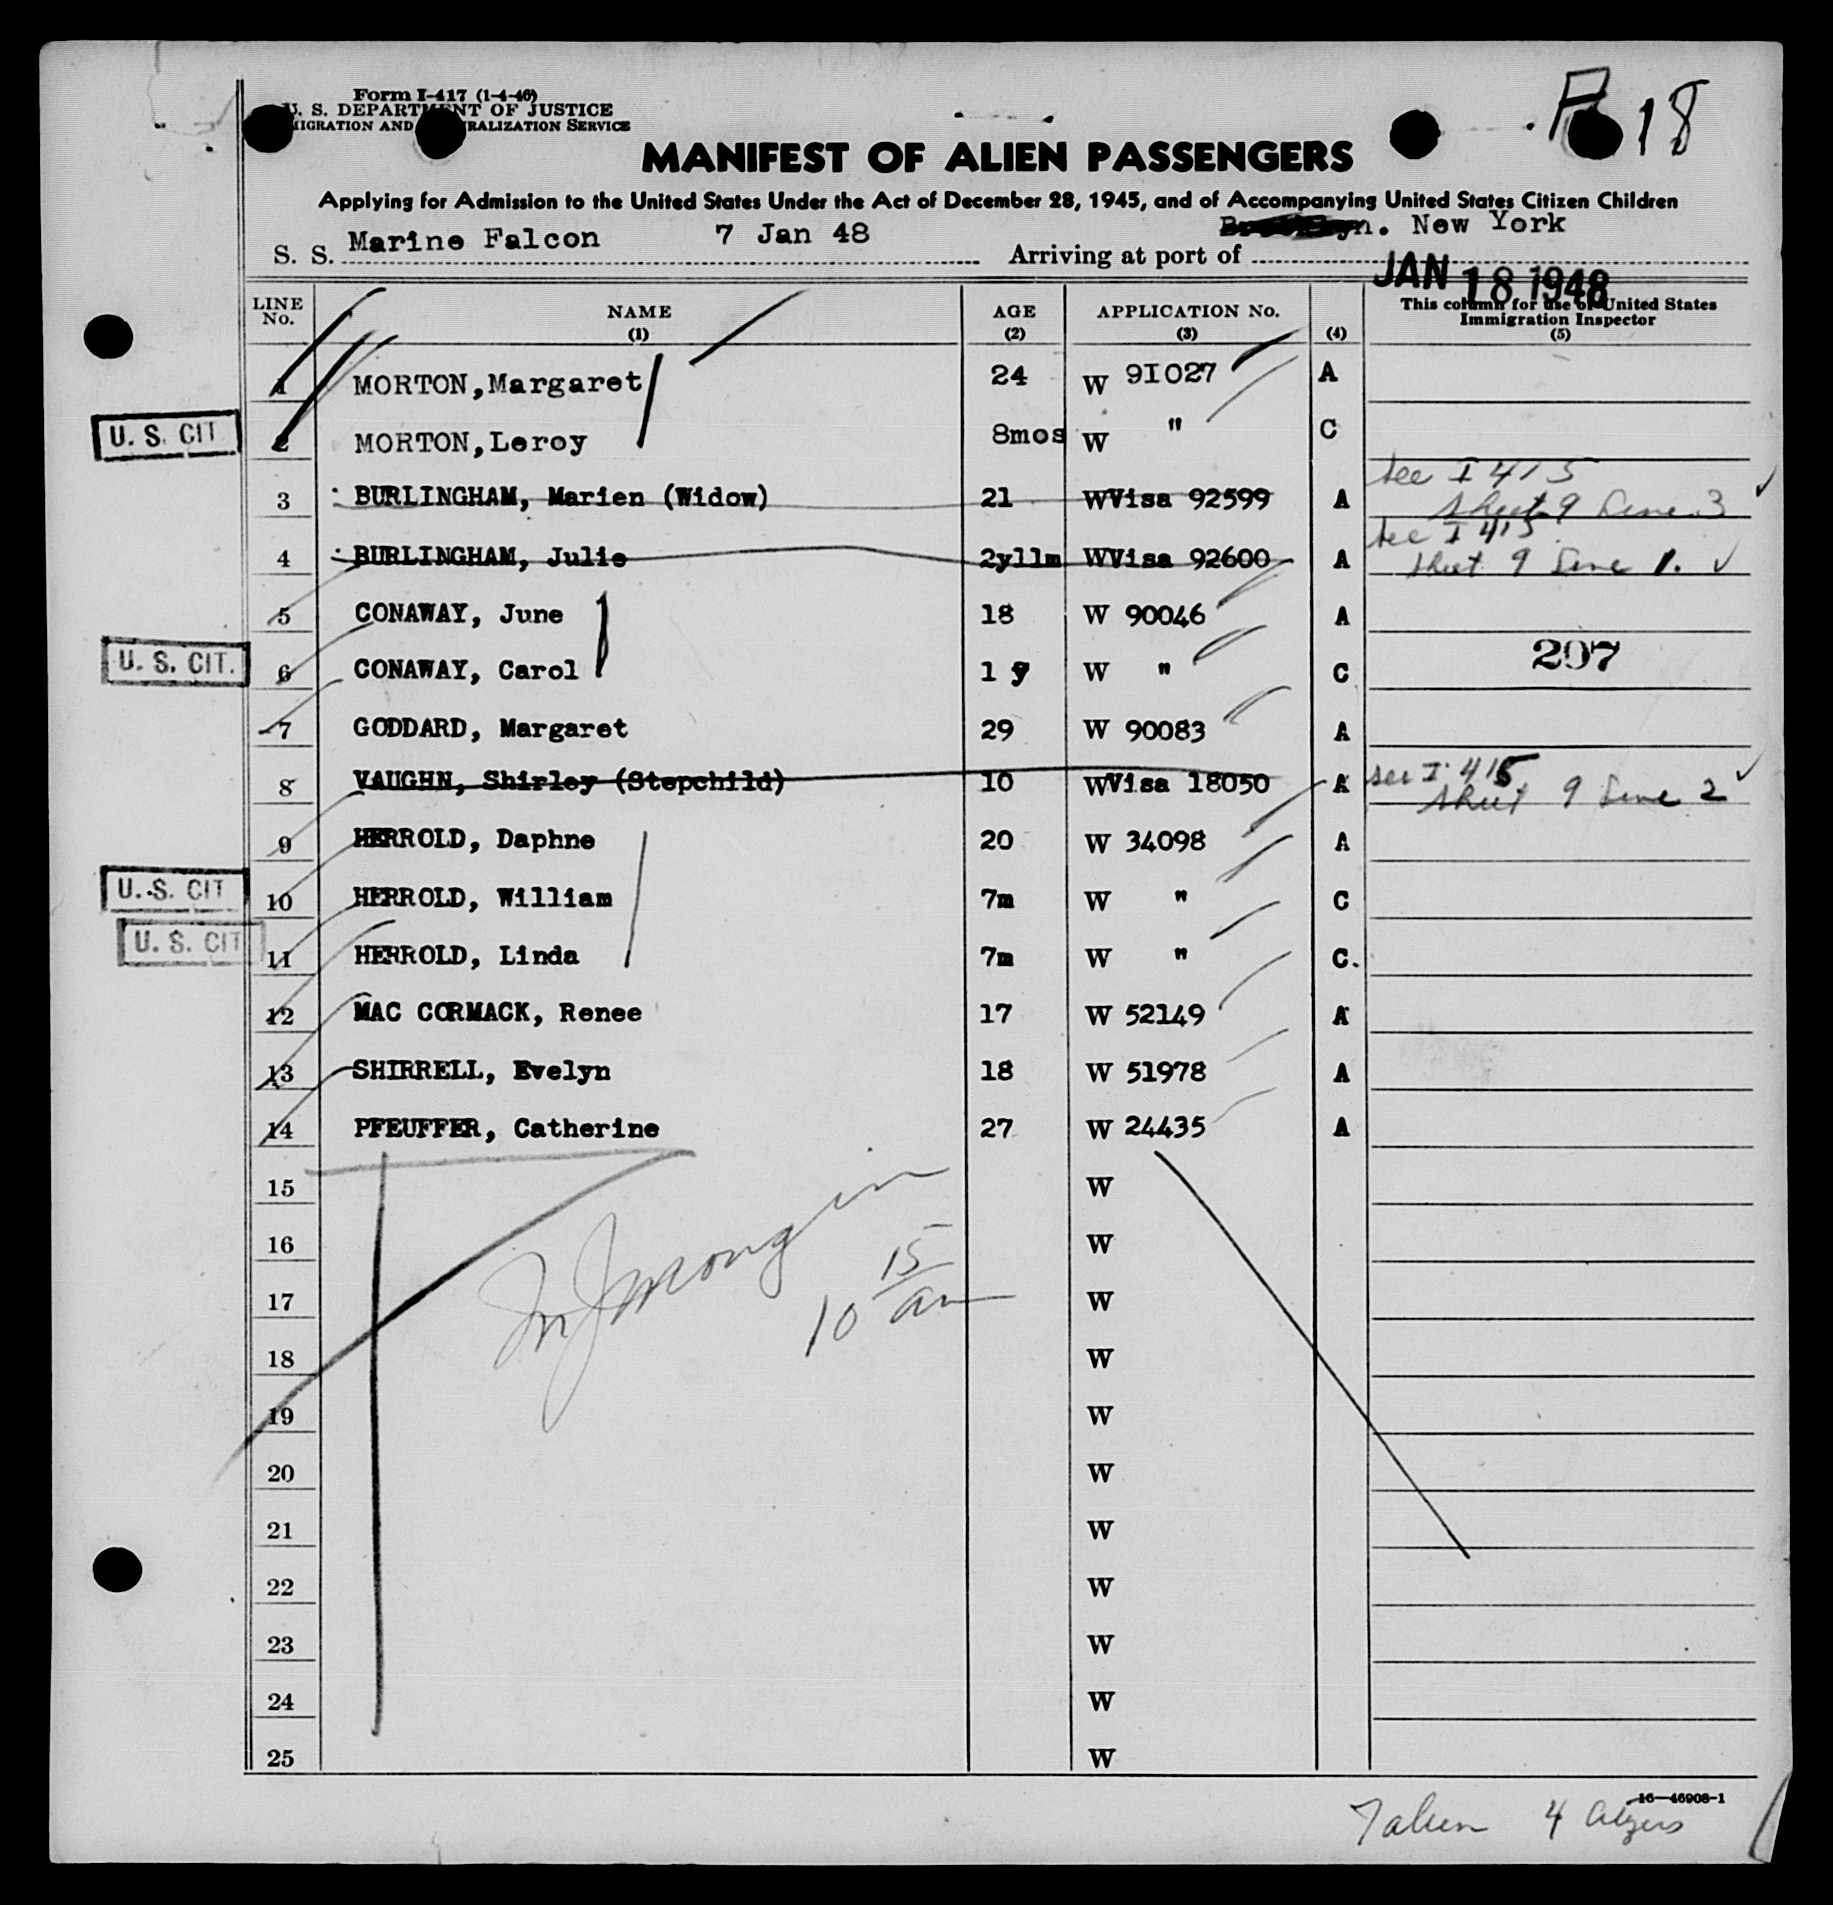 Form I-417 (1-4-46)
U. S. DEPARTMENT OF JUSTICE
IMMIGRATION AND NATURALIZATION SERVICE
18
MANIFEST OF ALIEN PASSENGERS
Applying for Admission to the United States Under the Act of December 28, 1945, and of Accompanying United States Citizen Children
S. S. Marine Falcon 7 Jan 48 Arriving at port of New York
JAN 18 1948
LINE No. NAME (1) AGE (2) APPLICATION No. (3) (4) This column for use of United States Immigration Inspector (5)
1 MORTON,Margaret 24 W 91027 A
U. S. CIT 2 MORTON,Leroy 8mos W " C
3 BURLINGHAM, Marien (Widow) 21 WVisa 92599 A see I 415 sheet 9 Line 3
4 BURLINGHAM, Julie 2y11m WVisa 92600 A see I 415 sheet 9 Line 1.
5 CONAWAY, June 18 W 90046 A
U. S. CIT. 6 CONAWAY, Carol 1 y W " C 297
7 GODDARD, Margaret 29 W 90083 A
8 VAUGHN, Shirley (Stepchild) 10 WVisa 18050 A see I 415 sheet 9 Line 2
9 HERROLD, Daphne 20 W 34098 A
U. S. CIT 10 HERROLD, William 7m W " C
U. S. CIT 11 HERROLD, Linda 7m W " C.
12 MAC CORMACK, Renee 17 W 52149 A
13 SHIRRELL, Evelyn 18 W 51978 A
14 PFEUFFER, Catherine 27 W 24435 A
15 W
16 W
10 15 am
17 W
18 W
19 W
20 W
21 W
22 W
23 W
24 W
25 W
16—46908-1
4